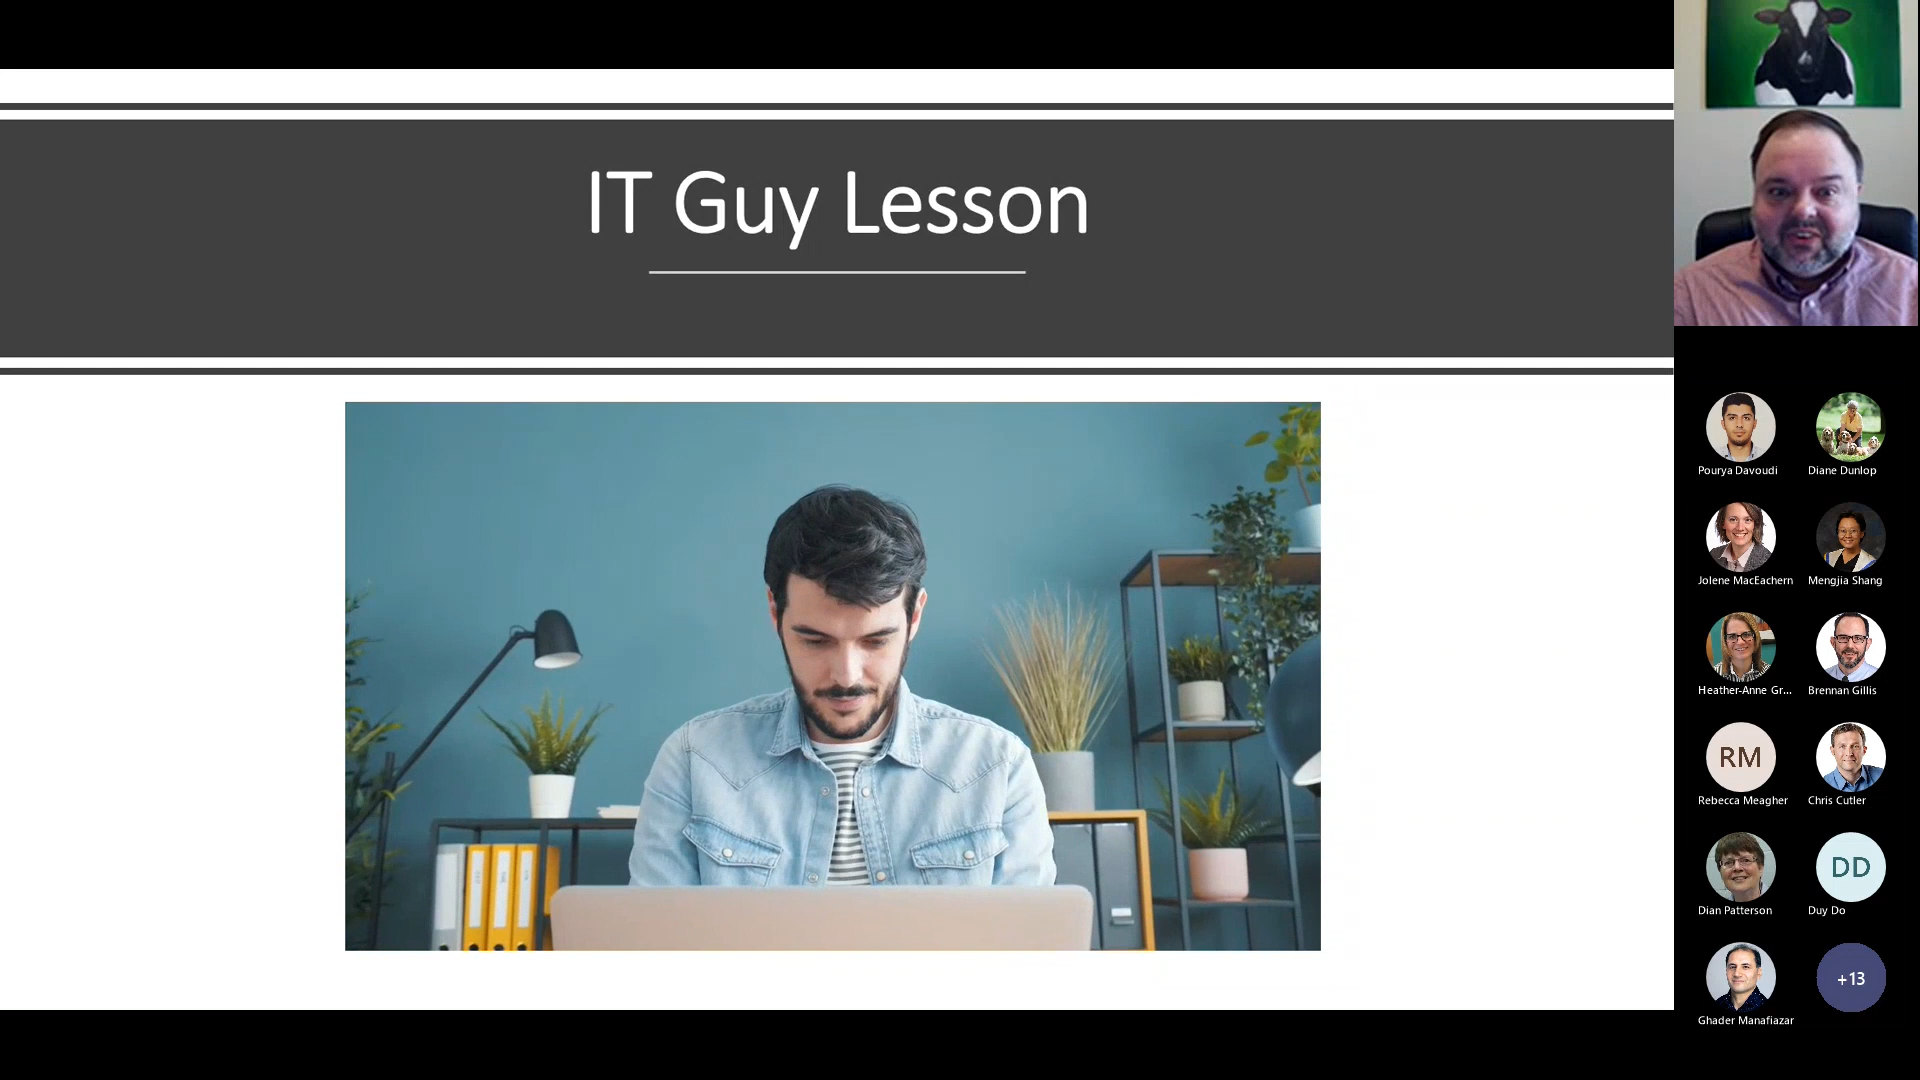 IT Guy Lesson
Pourya Davoudi
Diane Dunlop
Jolene MacEachern
Mengjia Shang
Heather-Anne Gr...
Brennan Gillis
RM
Rebecca Meagher
Chris Cutler
Dian Patterson
DD
Duy Do
Ghader Manafiazar
+13